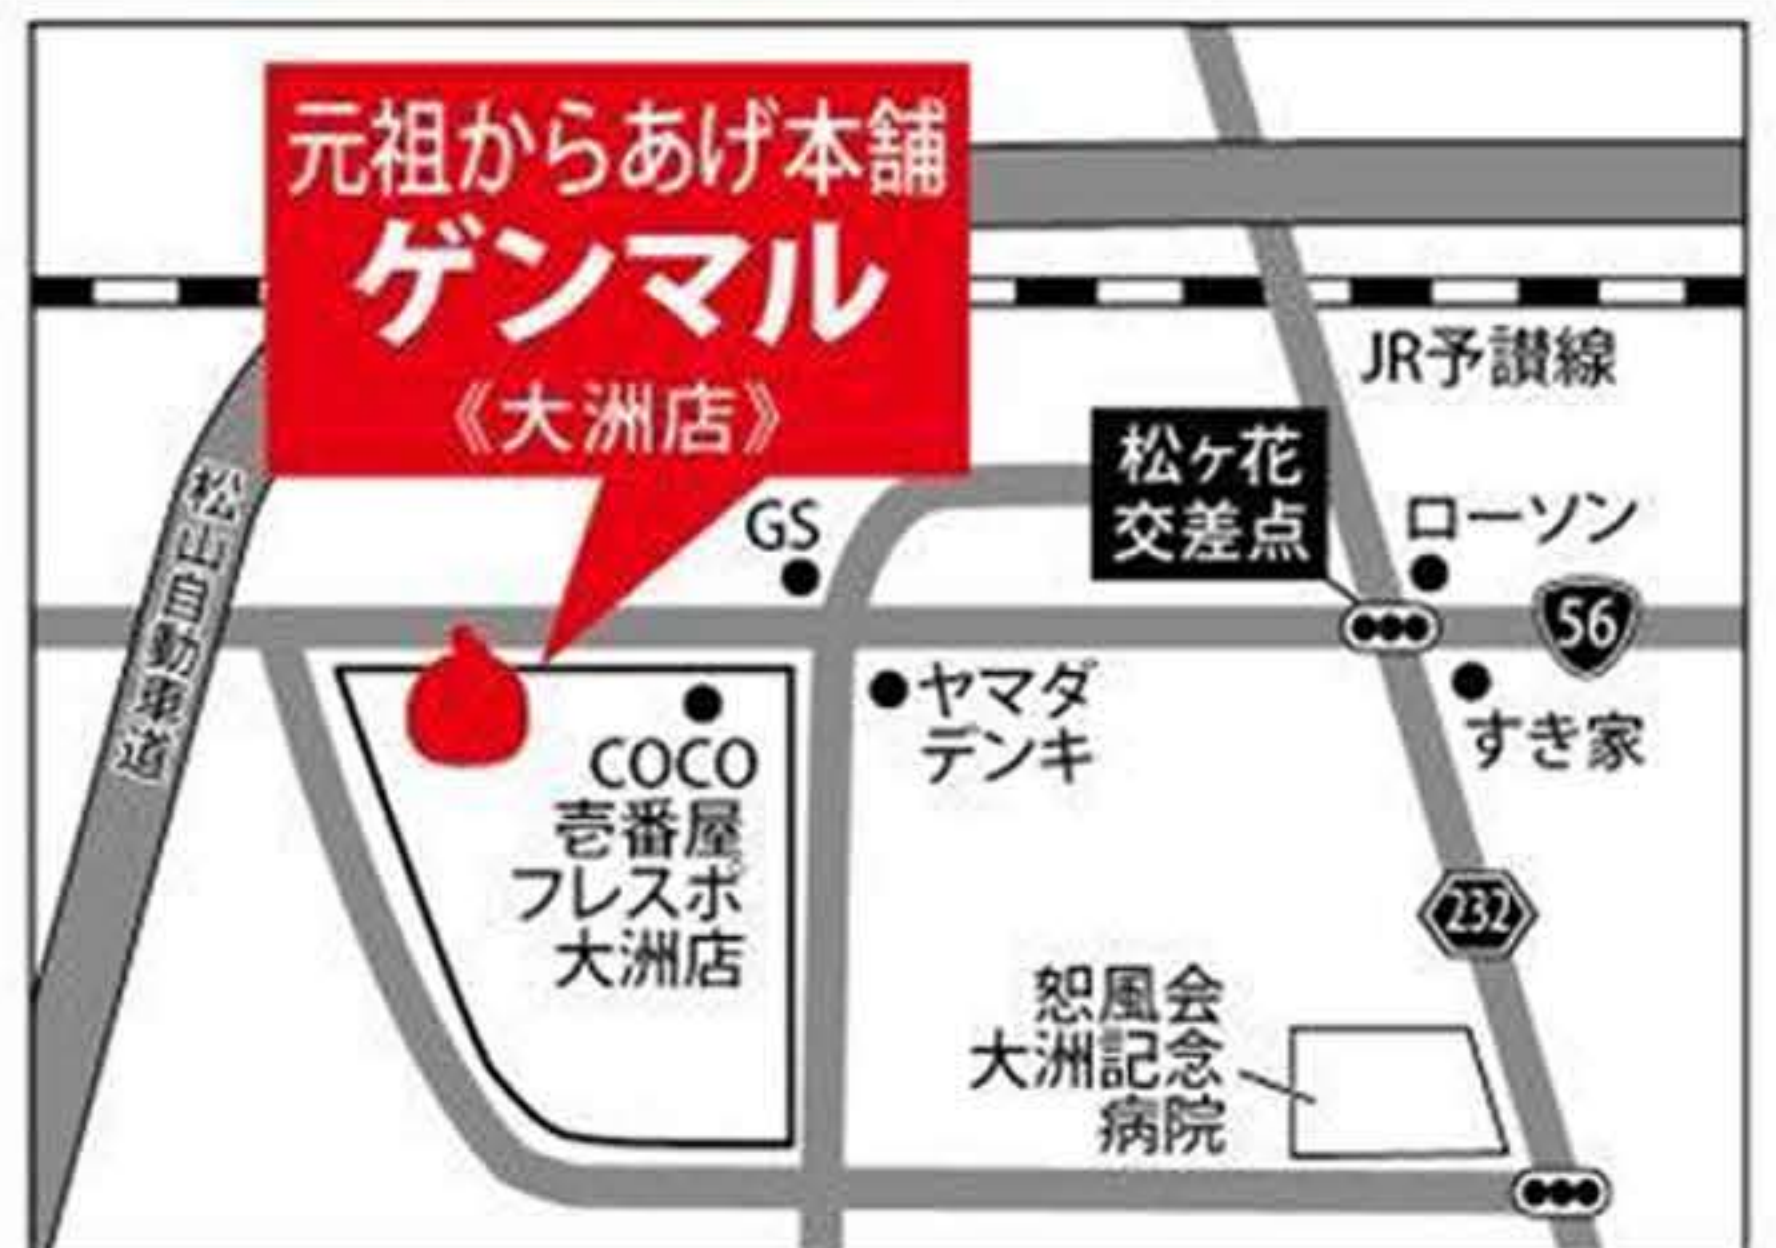 元祖からあげ本舗
ゲンマル
《大洲店》
JR予讃線
松ヶ花
交差点
ローソン
GS
松山自動車道
56
ヤマダ
デンキ
すき家
COCO
壱番屋
フレスポ
大洲店
232
恕風会
大洲記念
病院